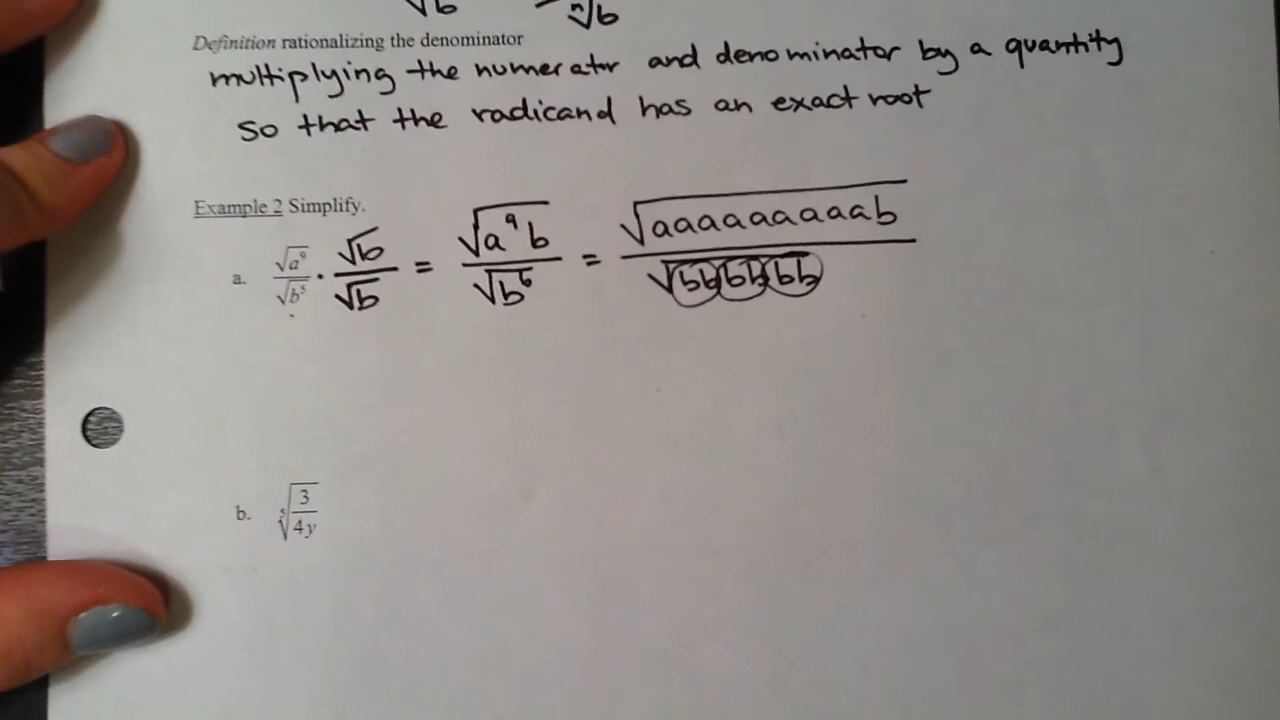 √b ⁿ√b
Definition rationalizing the denominator
multiplying the numerator and denominator by a quantity
so that the radicand has an exact root
Example 2 Simplify.
a. √a⁹/√b⁵ · √b/√b = √(a⁹b)/√b⁶ = √(aaaaaaaaab)/√(bbbbbb)
b. ⁵√(3/4y)